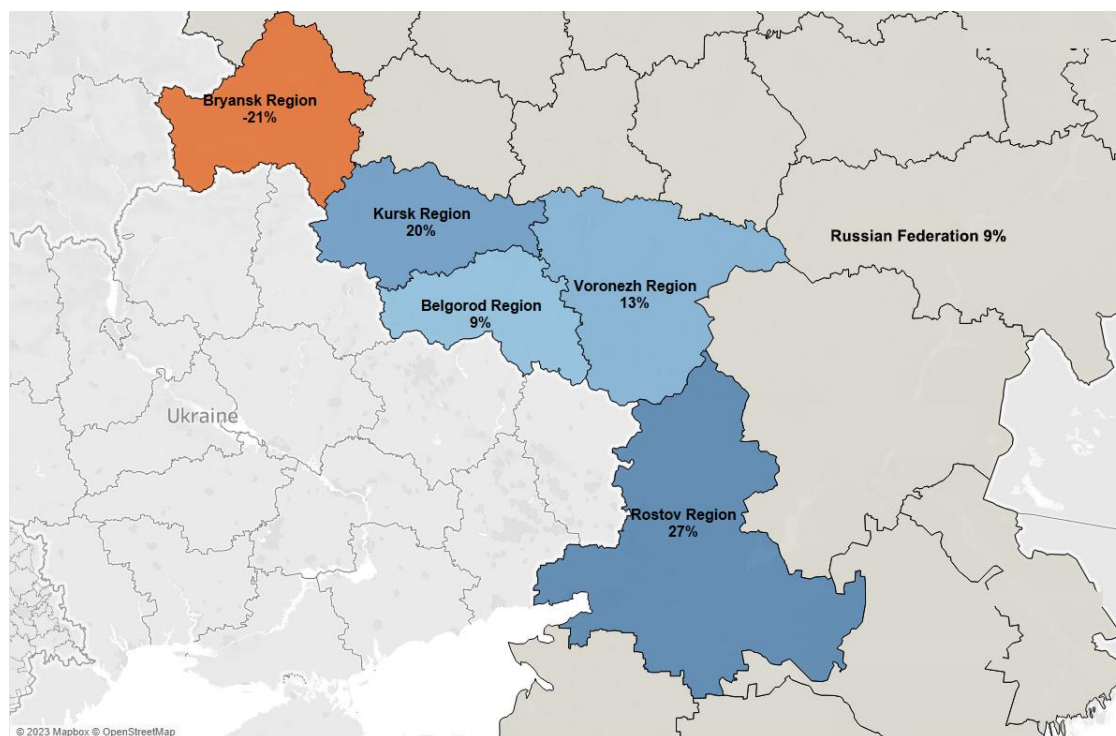 Bryansk Region
-21%
Kursk Region
20%
Russian Federation 9%
Voronezh Region
13%
Belgorod Region
9%
Ukraine
Rostov Region
27%
© 2023 Mapbox © OpenStreetMap